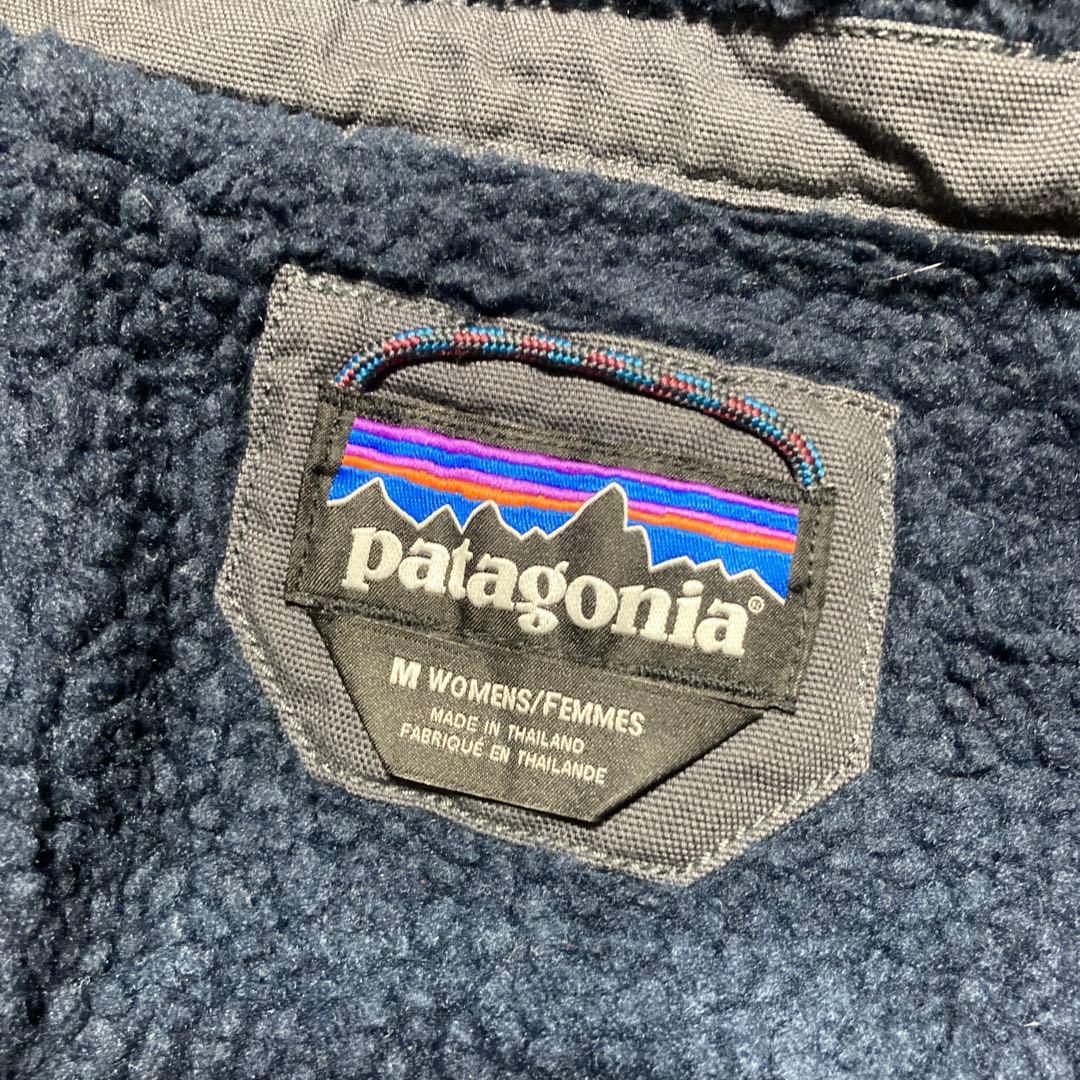 patagonia®
M WOMENS/FEMMES
MADE IN THAILAND
FABRIQUÉ EN THAILANDE